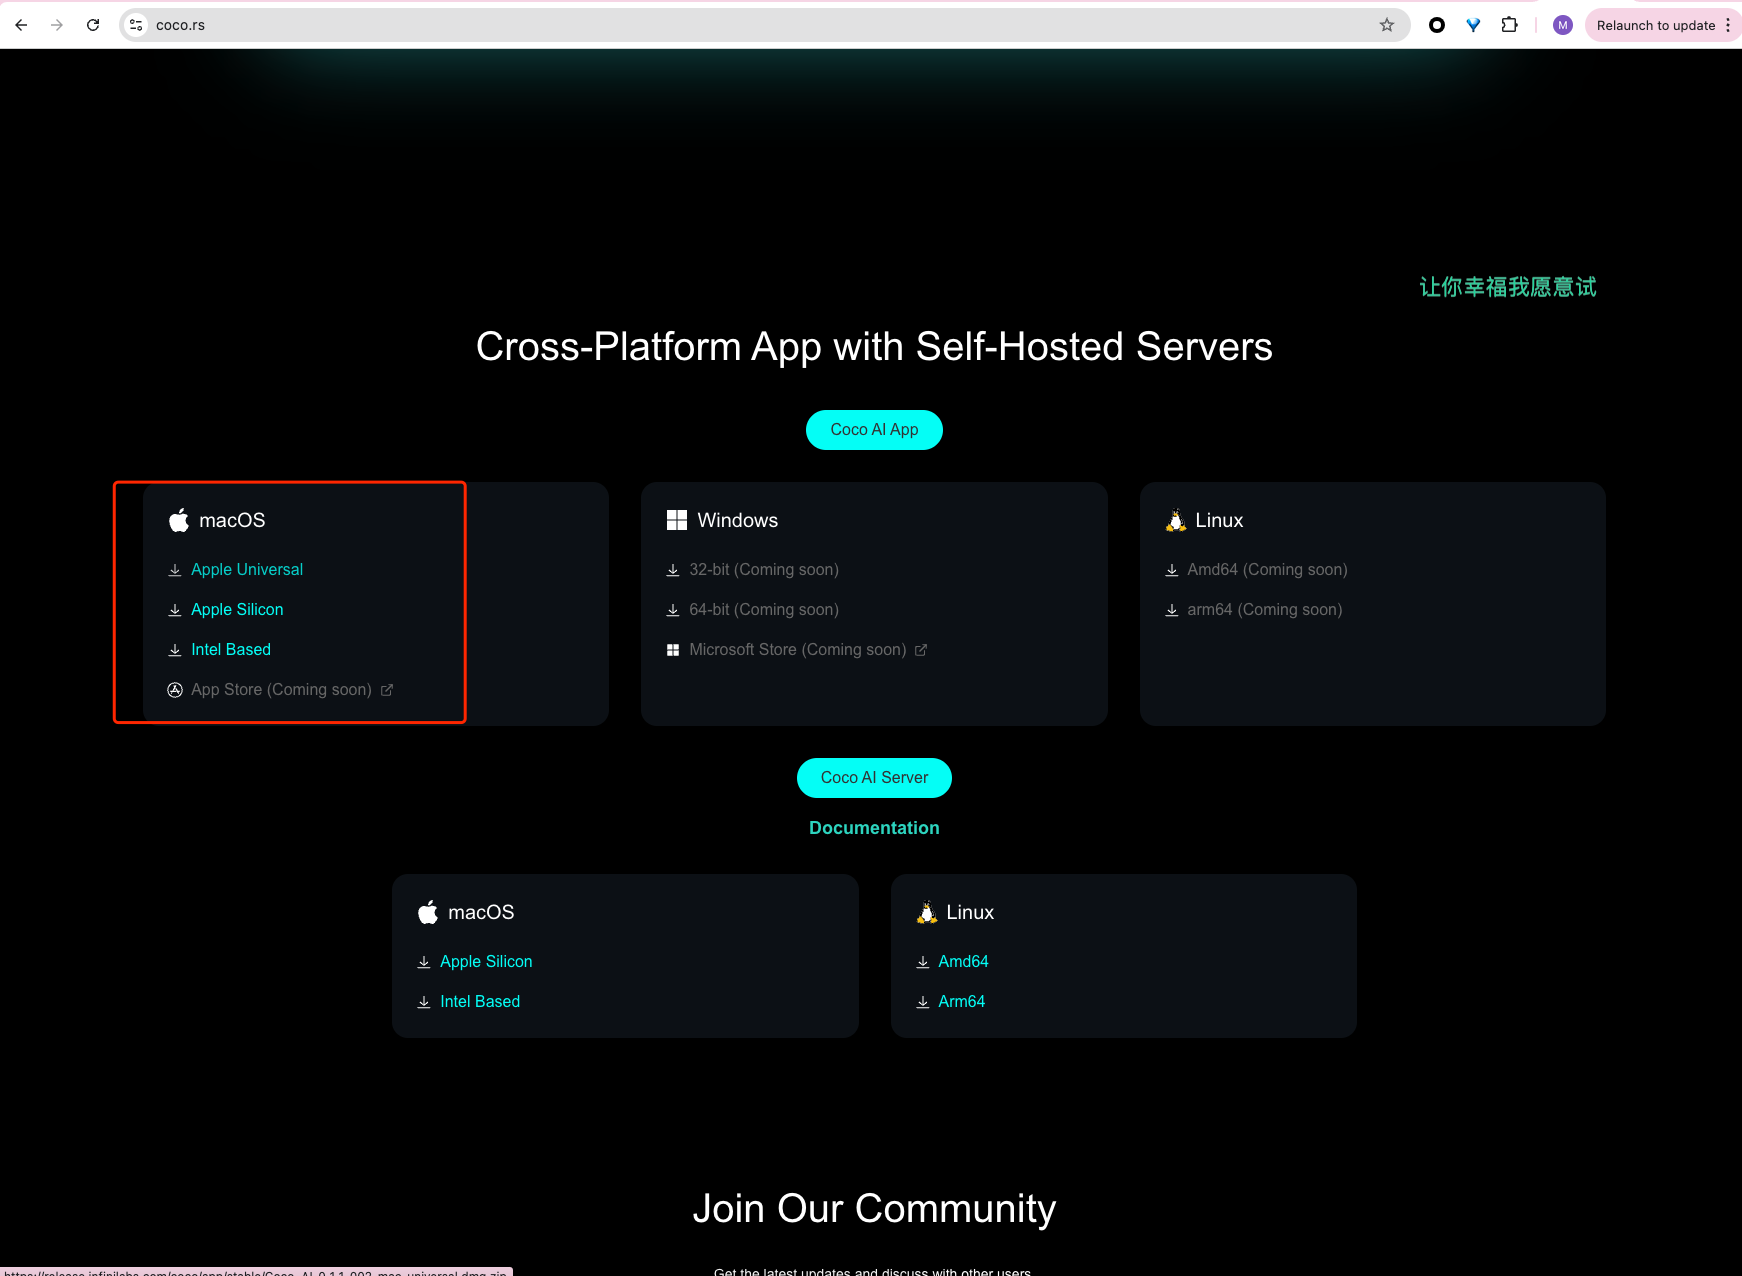 coco.rs
M
Relaunch to update
让你幸福我愿意试
Cross-Platform App with Self-Hosted Servers
Coco AI App
macOS
Apple Universal
Apple Silicon
Intel Based
App Store (Coming soon)
Windows
32-bit (Coming soon)
64-bit (Coming soon)
Microsoft Store (Coming soon)
Linux
Amd64 (Coming soon)
arm64 (Coming soon)
Coco AI Server
Documentation
macOS
Apple Silicon
Intel Based
Linux
Amd64
Arm64
Join Our Community
Get the latest updates and discuss with other users